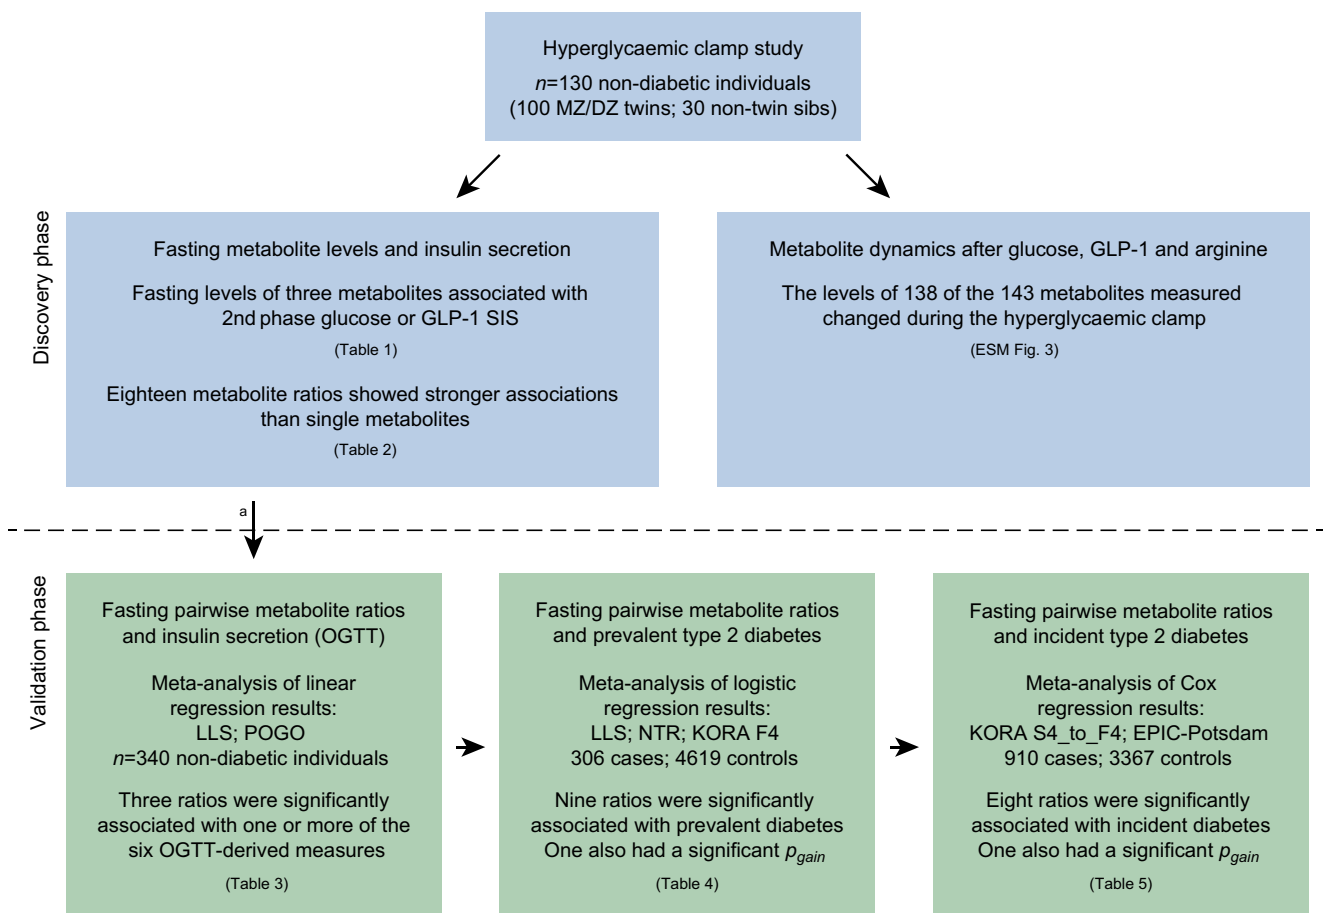 Hyperglycaemic clamp study
n=130 non-diabetic individuals
(100 MZ/DZ twins; 30 non-twin sibs)
Discovery phase
Fasting metabolite levels and insulin secretion
Fasting levels of three metabolites associated with
2nd phase glucose or GLP-1 SIS
(Table 1)
Eighteen metabolite ratios showed stronger associations
than single metabolites
(Table 2)
Metabolite dynamics after glucose, GLP-1 and arginine
The levels of 138 of the 143 metabolites measured
changed during the hyperglycaemic clamp
(ESM Fig. 3)
a
Validation phase
Fasting pairwise metabolite ratios
and insulin secretion (OGTT)
Meta-analysis of linear
regression results:
LLS; POGO
n=340 non-diabetic individuals
Three ratios were significantly
associated with one or more of the
six OGTT-derived measures
(Table 3)
Fasting pairwise metabolite ratios
and prevalent type 2 diabetes
Meta-analysis of logistic
regression results:
LLS; NTR; KORA F4
306 cases; 4619 controls
Nine ratios were significantly
associated with prevalent diabetes
One also had a significant p_gain
(Table 4)
Fasting pairwise metabolite ratios
and incident type 2 diabetes
Meta-analysis of Cox
regression results:
KORA S4_to_F4; EPIC-Potsdam
910 cases; 3367 controls
Eight ratios were significantly
associated with incident diabetes
One also had a significant p_gain
(Table 5)